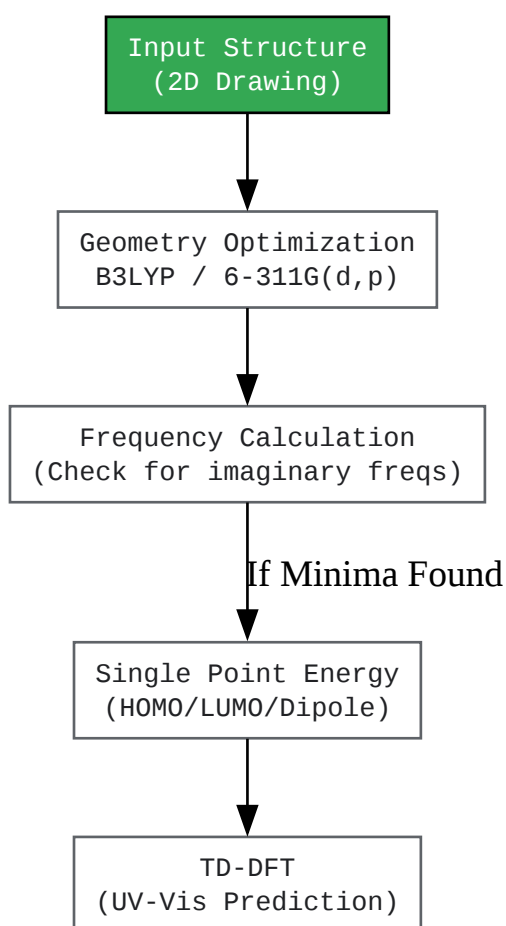 Input Structure
(2D Drawing)
Geometry Optimization
B3LYP / 6-311G(d,p)
Frequency Calculation
(Check for imaginary freqs)
If Minima Found
Single Point Energy
(HOMO/LUMO/Dipole)
TD-DFT
(UV-Vis Prediction)